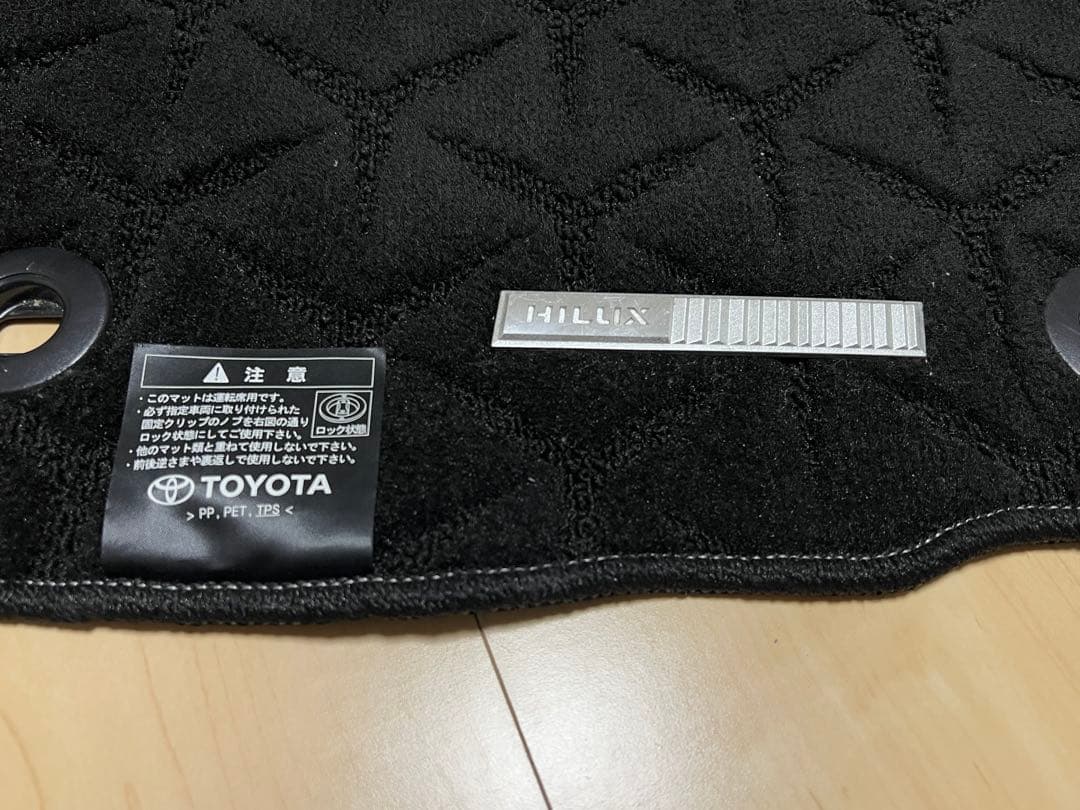 HILUX
⚠ 注意
・このマットは運転席用です。
・必ず指定車両に取り付けられた
固定クリップのノブを右図の通り
ロック状態にしてご使用下さい。
ロック状態
・他のマット類と重ねて使用しないで下さい。
・前後逆さまや裏返しで使用しないで下さい。
TOYOTA
> PP, PET, TPS <